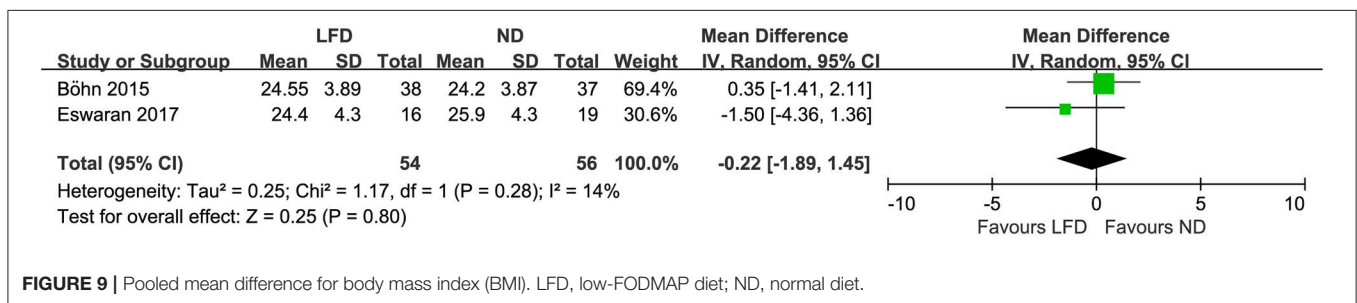 LFD ND Mean Difference Mean Difference
Study or Subgroup Mean SD Total Mean SD Total Weight IV, Random, 95% CI IV, Random, 95% CI
Böhn 2015 24.55 3.89 38 24.2 3.87 37 69.4% 0.35 [-1.41, 2.11]
Eswaran 2017 24.4 4.3 16 25.9 4.3 19 30.6% -1.50 [-4.36, 1.36]
Total (95% CI) 54 56 100.0% -0.22 [-1.89, 1.45]
Heterogeneity: Tau² = 0.25; Chi² = 1.17, df = 1 (P = 0.28); I² = 14%
Test for overall effect: Z = 0.25 (P = 0.80)
-10 -5 0 5 10
Favours LFD Favours ND
FIGURE 9 | Pooled mean difference for body mass index (BMI). LFD, low-FODMAP diet; ND, normal diet.